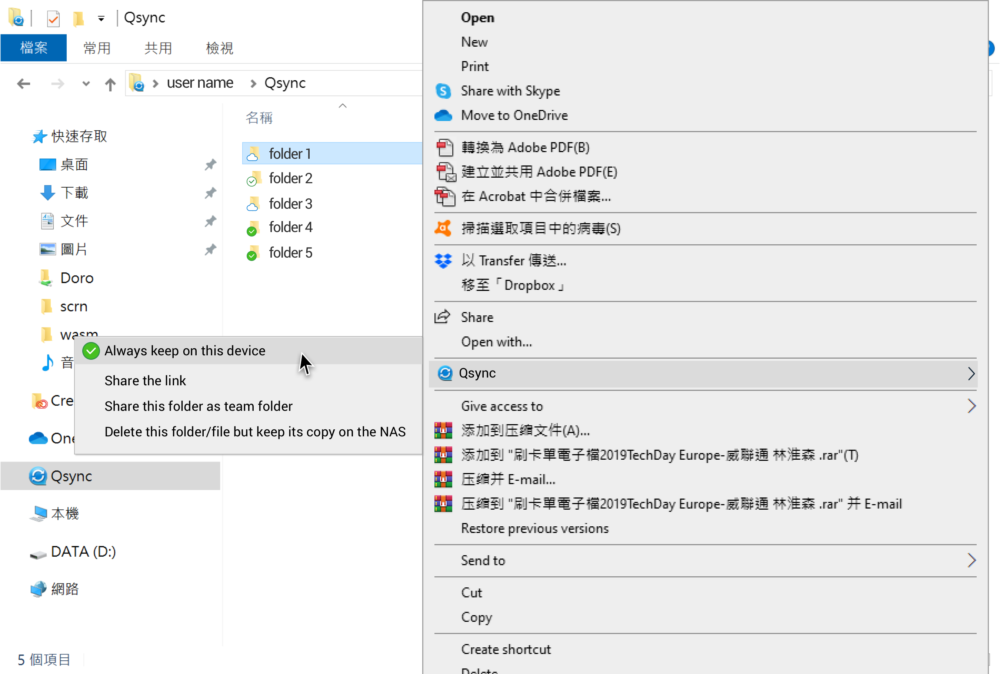 Qsync
檔案 常用 共用 檢視
user name Qsync
名稱
快速存取
桌面
下載
文件
圖片
Doro
scrn
wasm
音
Cre
One
Qsync
本機
DATA (D:)
網路
folder 1
folder 2
folder 3
folder 4
folder 5
Always keep on this device
Share the link
Share this folder as team folder
Delete this folder/file but keep its copy on the NAS
Open
New
Print
Share with Skype
Move to OneDrive
轉換為 Adobe PDF(B)
建立並共用 Adobe PDF(E)
在 Acrobat 中合併檔案...
掃描選取項目中的病毒(S)
以 Transfer 傳送...
移至「Dropbox」
Share
Open with...
Qsync
Give access to
添加到压缩文件(A)...
添加到 "刷卡單電子檔2019TechDay Europe-威聯通 林淮森 .rar"(T)
压缩并 E-mail...
压缩到 "刷卡單電子檔2019TechDay Europe-威聯通 林淮森 .rar" 并 E-mail
Restore previous versions
Send to
Cut
Copy
Create shortcut
Delete
5 個項目